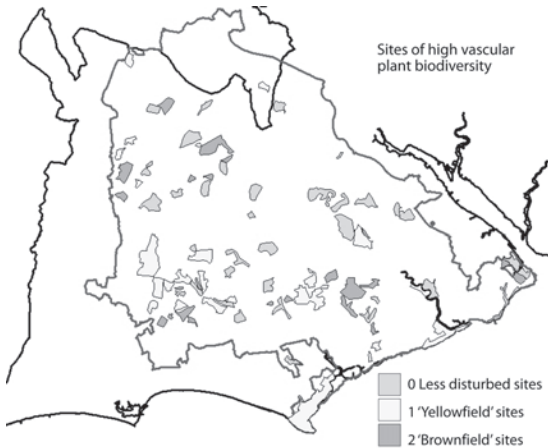 Sites of high vascular
plant biodiversity
0 Less disturbed sites
1 ‘Yellowfield’ sites
2 ‘Brownfield’ sites